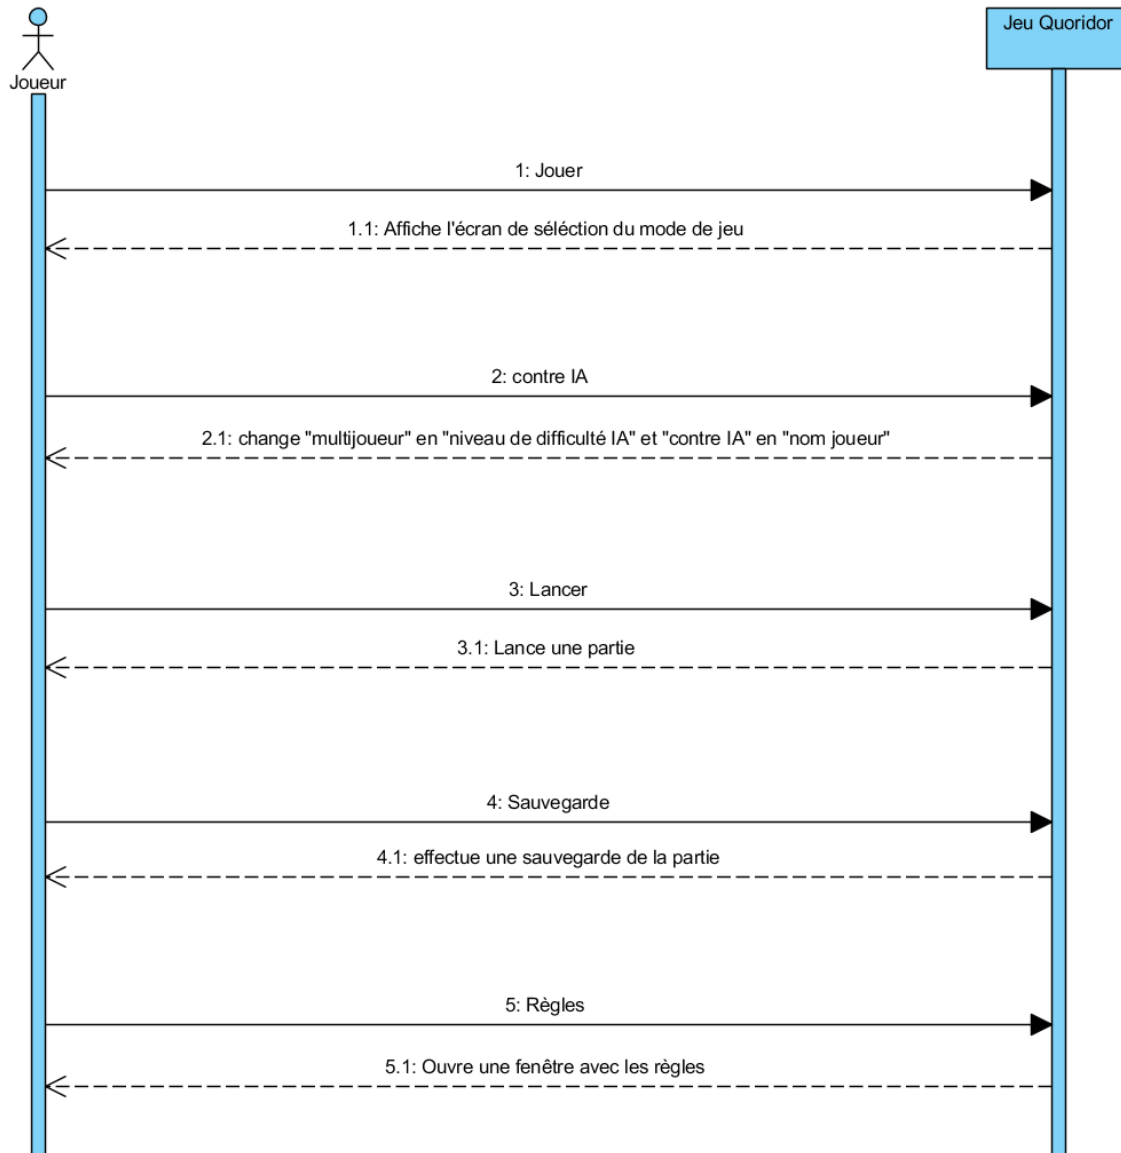 Joueur
Jeu Quoridor
1: Jouer
1.1: Affiche l'écran de séléction du mode de jeu
2: contre IA
2.1: change "multijoueur" en "niveau de difficulté IA" et "contre IA" en "nom joueur"
3: Lancer
3.1: Lance une partie
4: Sauvegarde
4.1: effectue une sauvegarde de la partie
5: Règles
5.1: Ouvre une fenêtre avec les règles